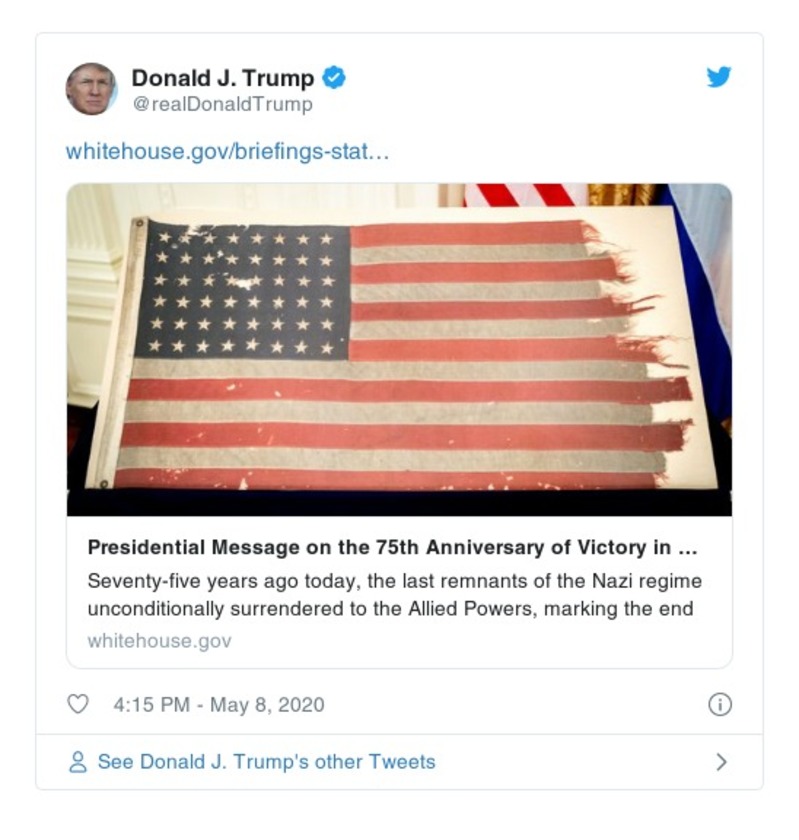 Donald J. Trump
@realDonaldTrump
whitehouse.gov/briefings-stat…
Presidential Message on the 75th Anniversary of Victory in ...
Seventy-five years ago today, the last remnants of the Nazi regime
unconditionally surrendered to the Allied Powers, marking the end
whitehouse.gov
4:15 PM - May 8, 2020
See Donald J. Trump's other Tweets